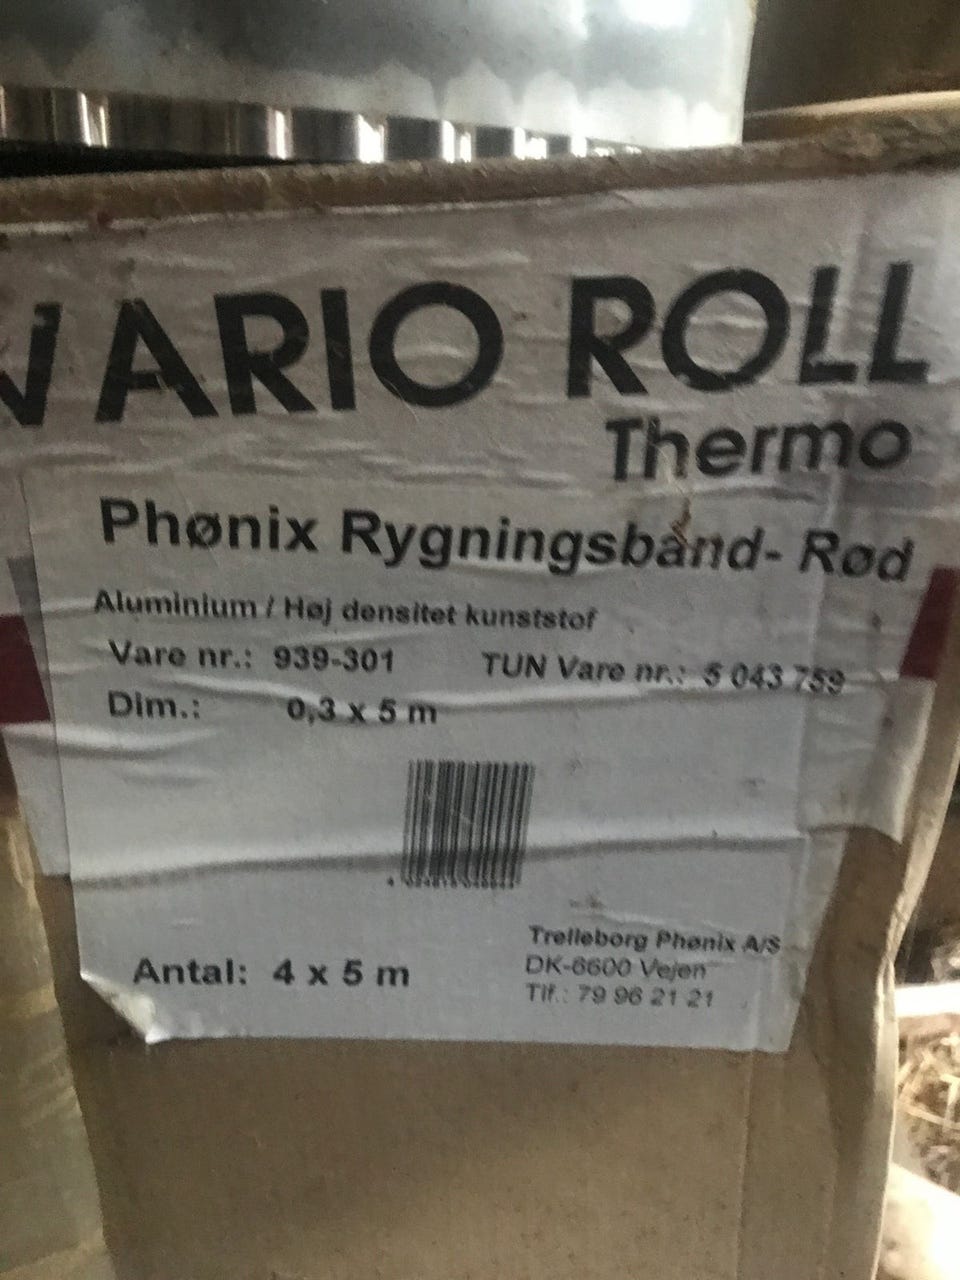 VARIO ROLL
Thermo
Phønix Rygningsbånd- Rød
Aluminium / Høj densitet kunststof
Vare nr.: 939-301 TUN Vare nr.: 5 043 759
Dim.: 0,3 x 5 m
Antal: 4 x 5 m
Trelleborg Phønix A/S
DK-6600 Vejen
Tlf.: 79 96 21 21